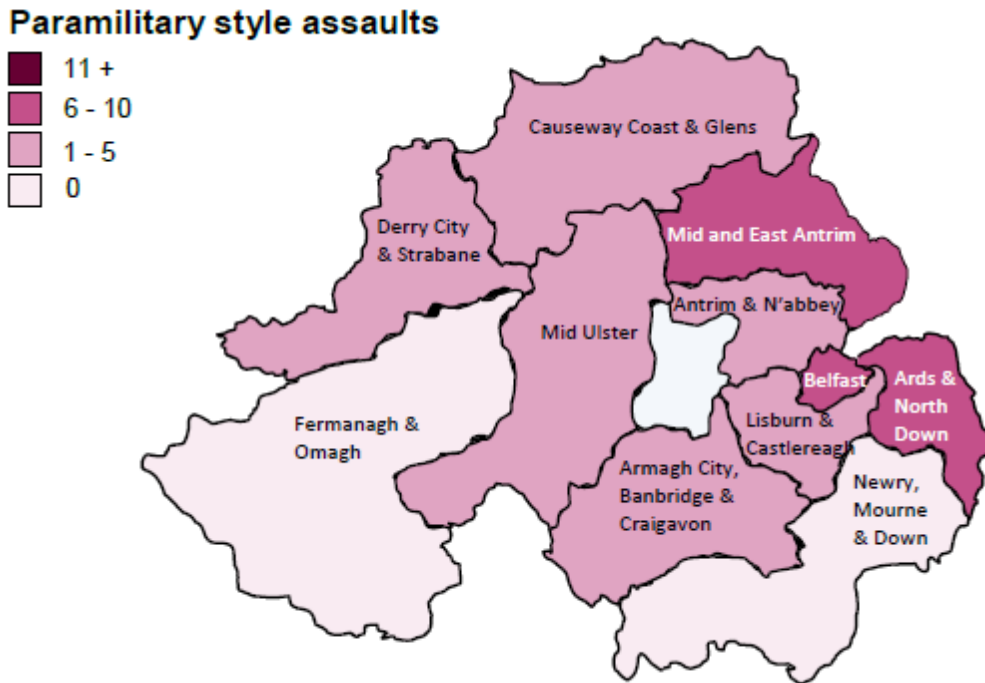 Paramilitary style assaults
11 +
6 - 10
1 - 5
0
Causeway Coast & Glens
Derry City
& Strabane
Mid and East Antrim
Antrim & N'abbey
Mid Ulster
Belfast
Ards &
North
Down
Fermanagh &
Omagh
Lisburn &
Castlereagh
Armagh City,
Banbridge &
Craigavon
Newry,
Mourne
& Down